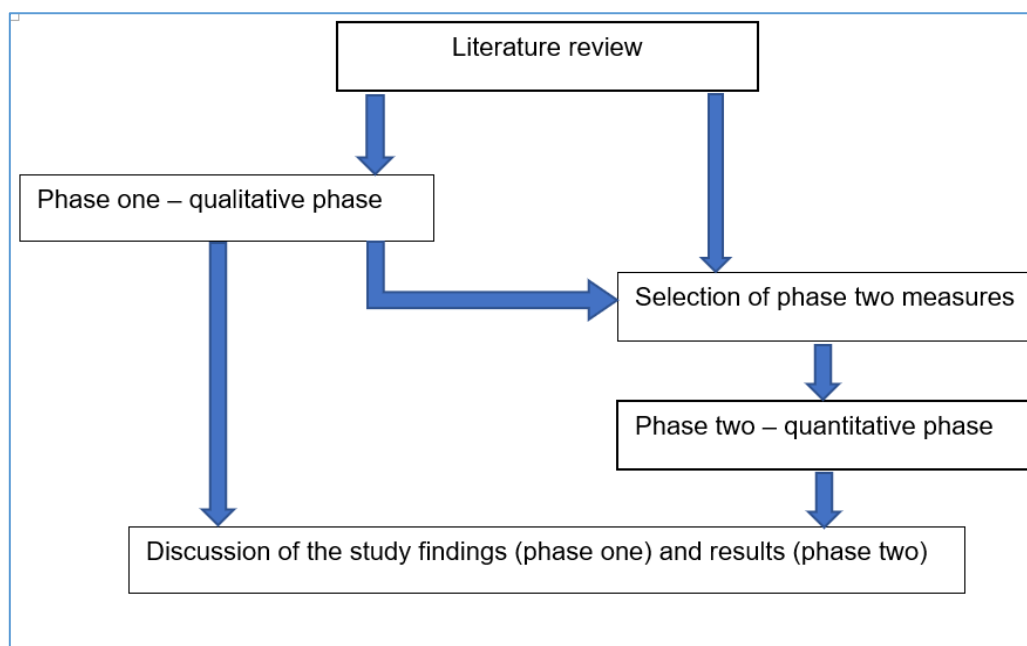 Literature review
Phase one – qualitative phase
Selection of phase two measures
Phase two – quantitative phase
Discussion of the study findings (phase one) and results (phase two)